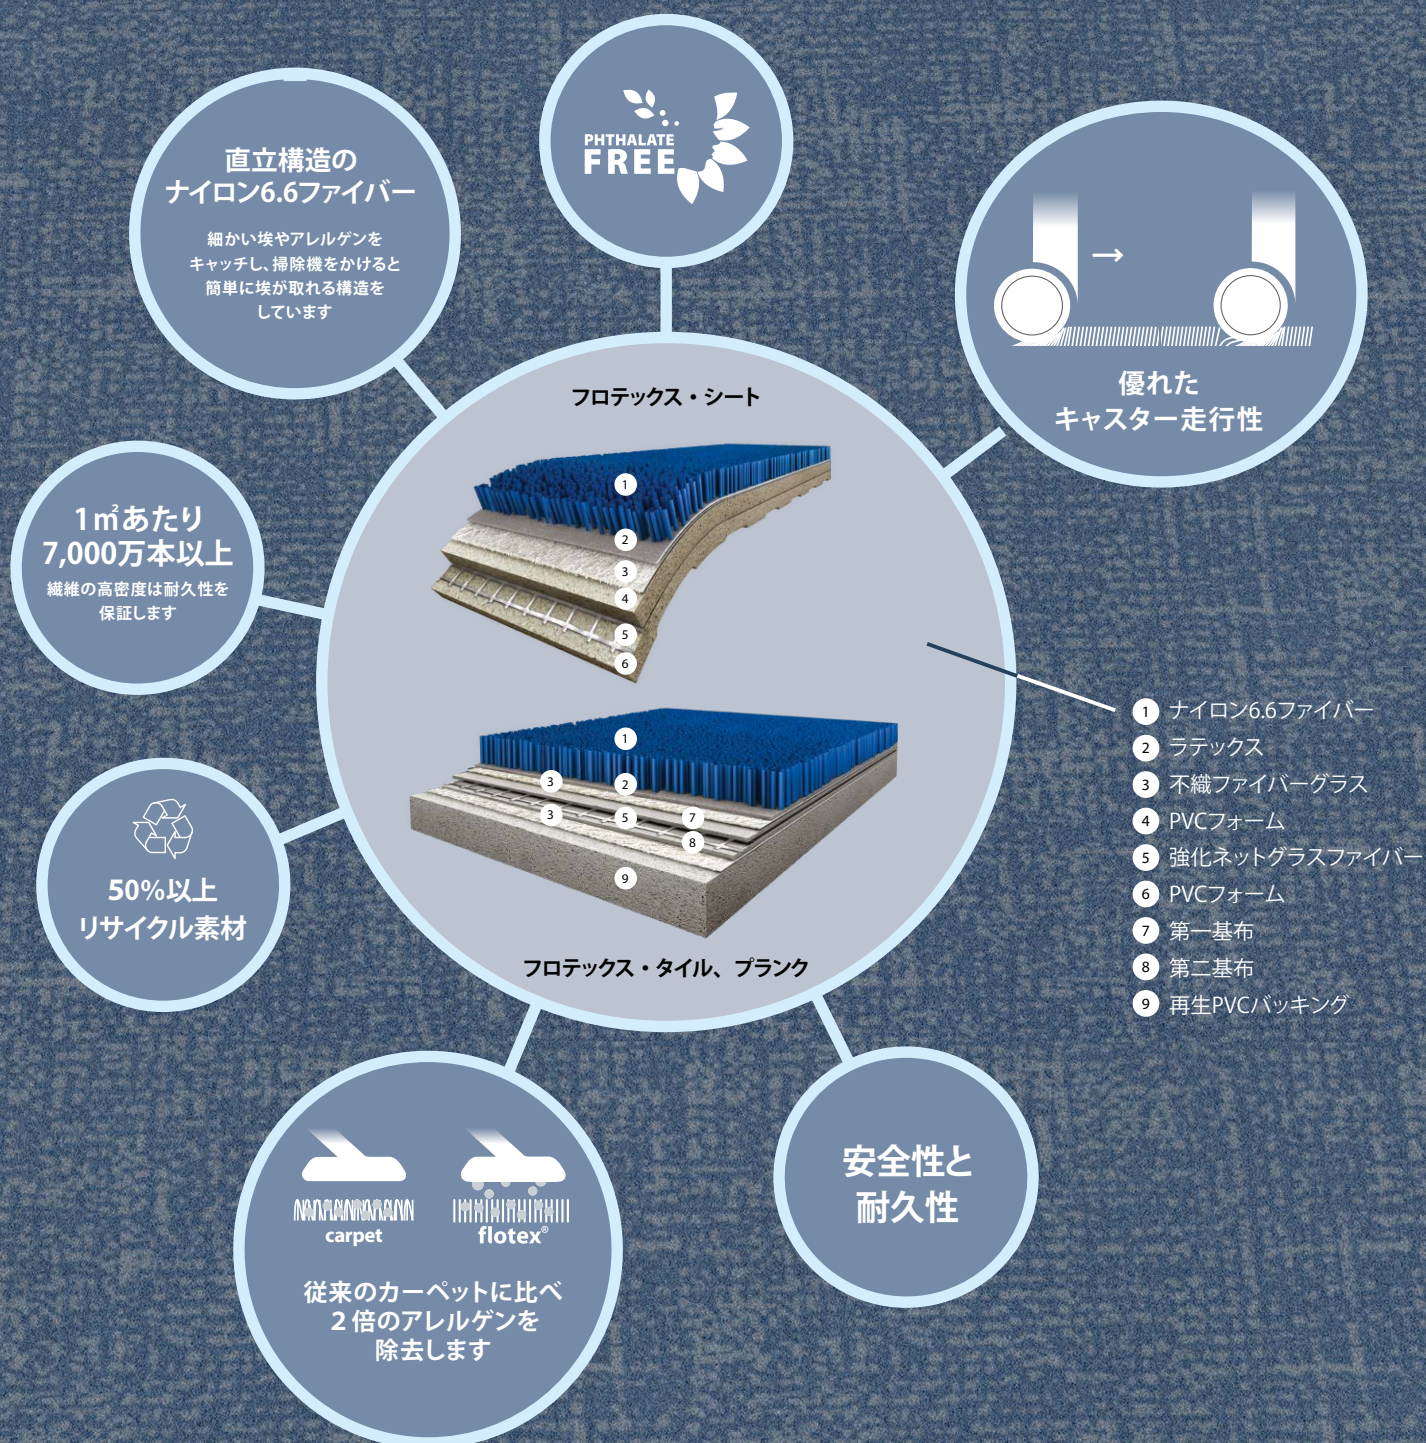 PHTHALATE
FREE
直立構造の
ナイロン6.6ファイバー
細かい埃やアレルゲンを
キャッチし、掃除機をかけると
簡単に埃が取れる構造を
しています
→
優れた
キャスター走行性
フロテックス・シート
1
2
3
4
5
6
1㎡あたり
7,000万本以上
繊維の高密度は耐久性を
保証します
1
3
2
3
5
7
8
9
フロテックス・タイル、プランク
1 ナイロン6.6ファイバー
2 ラテックス
3 不織ファイバーグラス
4 PVCフォーム
5 強化ネットグラスファイバー
6 PVCフォーム
7 第一基布
8 第二基布
9 再生PVCバッキング
50%以上
リサイクル素材
carpet
flotex®
従来のカーペットに比べ
2倍のアレルゲンを
除去します
安全性と
耐久性